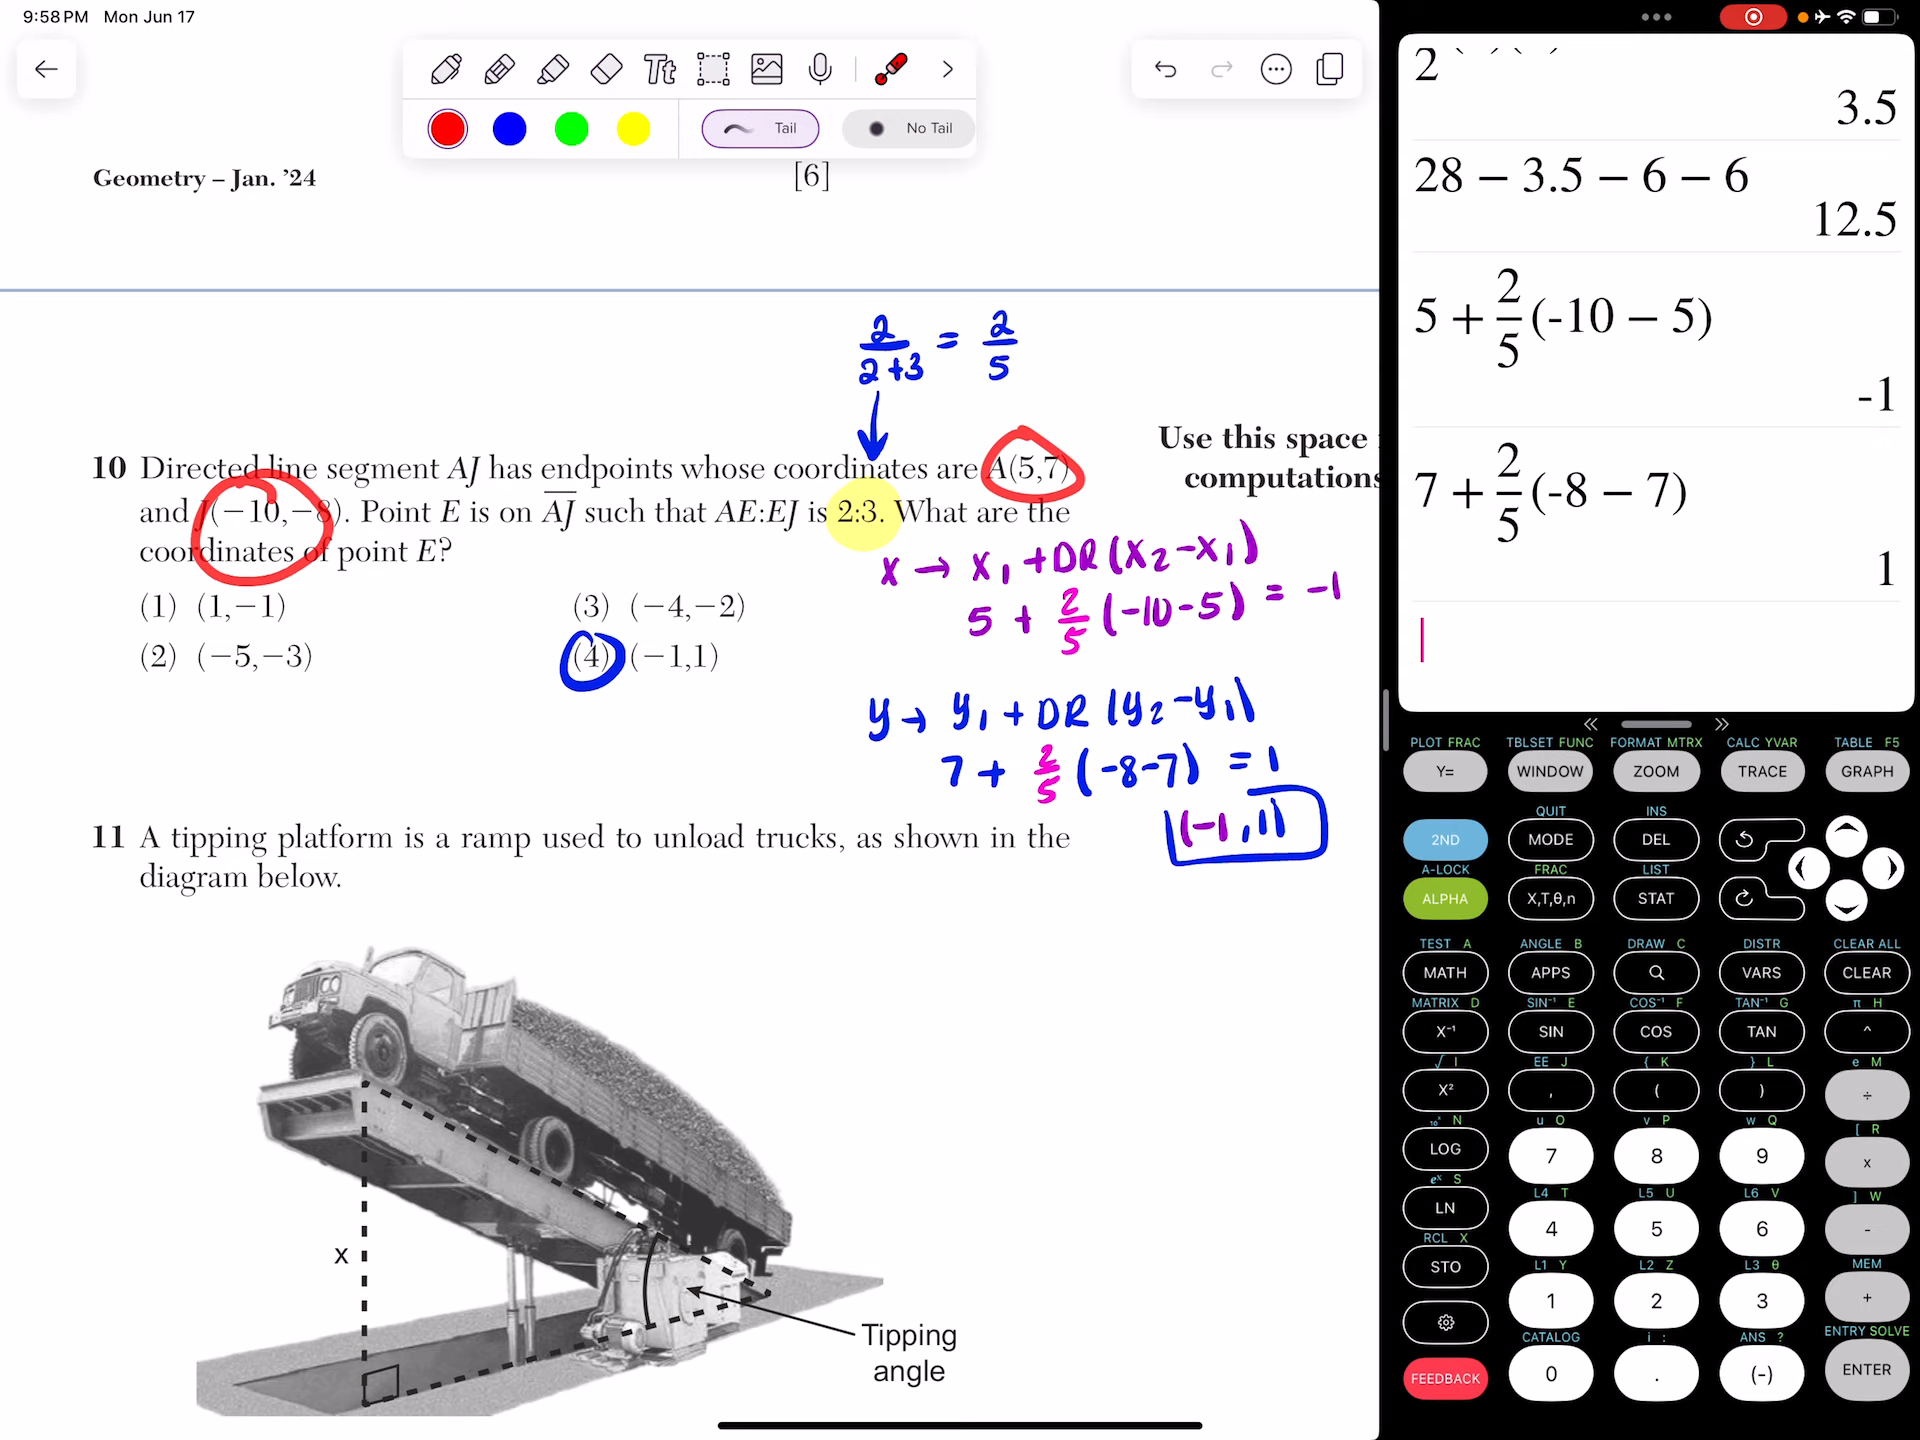 9:58 PM Mon Jun 17
Tt
Tail
No Tail
Geometry – Jan. ’24
[6]
2/(2+3) = 2/5
Use this space
computations
10 Directed line segment AJ has endpoints whose coordinates are A(5,7)
and J(−10,−8). Point E is on AJ such that AE:EJ is 2:3. What are the
coordinates of point E?
(1) (1,−1)
(3) (−4,−2)
(2) (−5,−3)
(4) (−1,1)
x → x₁ + DR(x₂-x₁)
5 + 2/5 (-10-5) = -1
y → y₁ + DR (y₂-y₁)
7 + 2/5 (-8-7) = 1
(-1,1)
11 A tipping platform is a ramp used to unload trucks, as shown in the
diagram below.
x
Tipping
angle
2
3.5
28 – 3.5 – 6 – 6
12.5
5 + 2/5(-10 – 5)
-1
7 + 2/5(-8 – 7)
1
PLOT FRAC TBLSET FUNC FORMAT MTRX CALC YVAR TABLE F5
Y= WINDOW ZOOM TRACE GRAPH
QUIT INS
2ND MODE DEL
A-LOCK FRAC LIST
ALPHA X,T,θ,n STAT
TEST A ANGLE B DRAW C DISTR CLEAR ALL
MATH APPS VARS CLEAR
MATRIX D SIN⁻¹ E COS⁻¹ F TAN⁻¹ G π H
X⁻¹ SIN COS TAN ^
√ I EE J { K } L e M
X² , ( ) ÷
10ˣ N u O v P w Q [ R
LOG 7 8 9 x
eˣ S L4 T L5 U L6 V ] W
LN 4 5 6 -
RCL X L1 Y L2 Z L3 θ MEM
STO 1 2 3 +
CATALOG i : ANS ? ENTRY SOLVE
FEEDBACK 0 . (-) ENTER